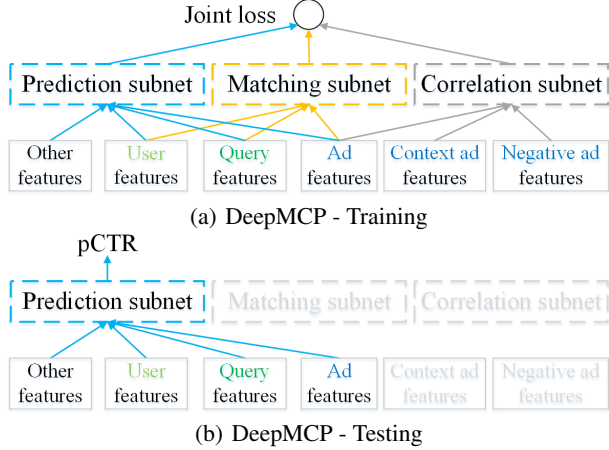 Joint loss
Prediction subnet Matching subnet Correlation subnet
Other features User features Query features Ad features Context ad features Negative ad features
(a) DeepMCP - Training
pCTR
Prediction subnet Matching subnet Correlation subnet
Other features User features Query features Ad features Context ad features Negative ad features
(b) DeepMCP - Testing